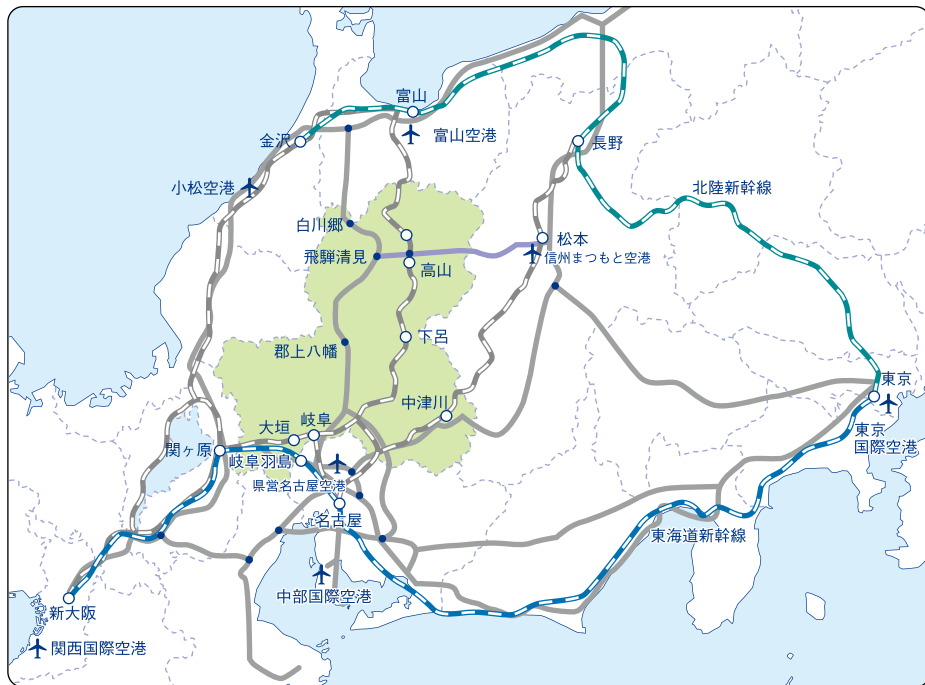 富山
金沢
富山空港
長野
小松空港
北陸新幹線
白川郷
飛騨清見
松本
信州まつもと空港
高山
下呂
郡上八幡
東京
中津川
大垣
岐阜
東京
国際空港
関ヶ原
岐阜羽島
県営名古屋空港
名古屋
東海道新幹線
中部国際空港
新大阪
関西国際空港